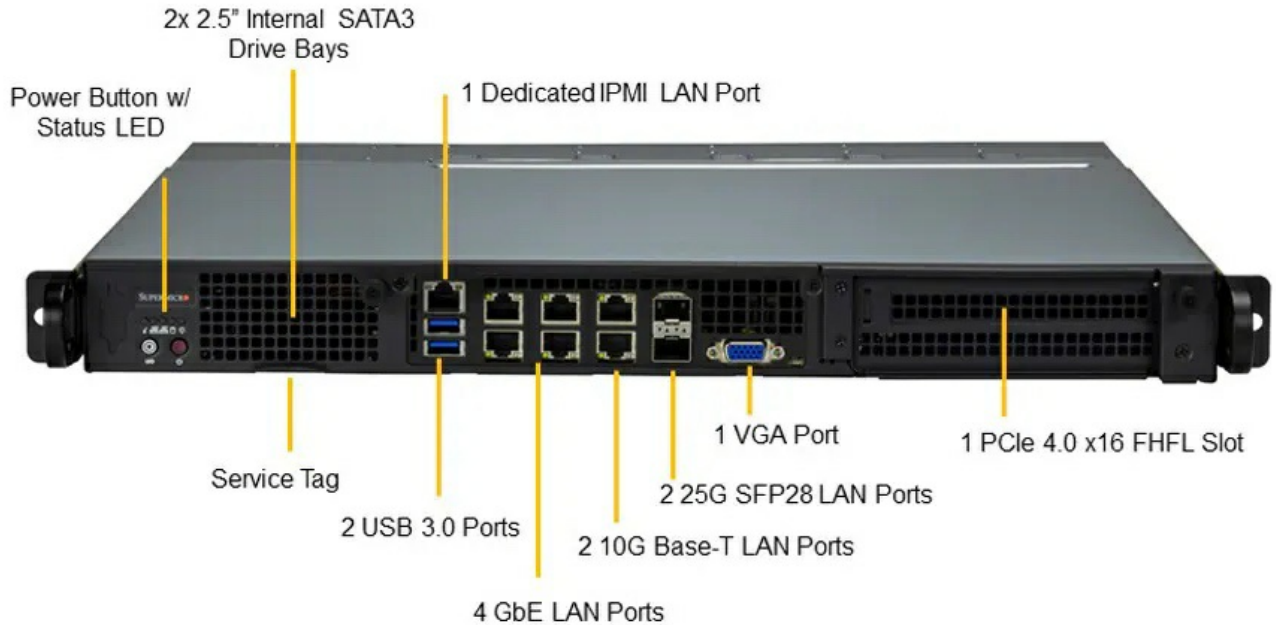 2x 2.5” Internal SATA3
Drive Bays
Power Button w/
Status LED
1 Dedicated IPMI LAN Port
SUPERMICRO
Service Tag
2 USB 3.0 Ports
4 GbE LAN Ports
2 10G Base-T LAN Ports
2 25G SFP28 LAN Ports
1 VGA Port
1 PCIe 4.0 x16 FHFL Slot